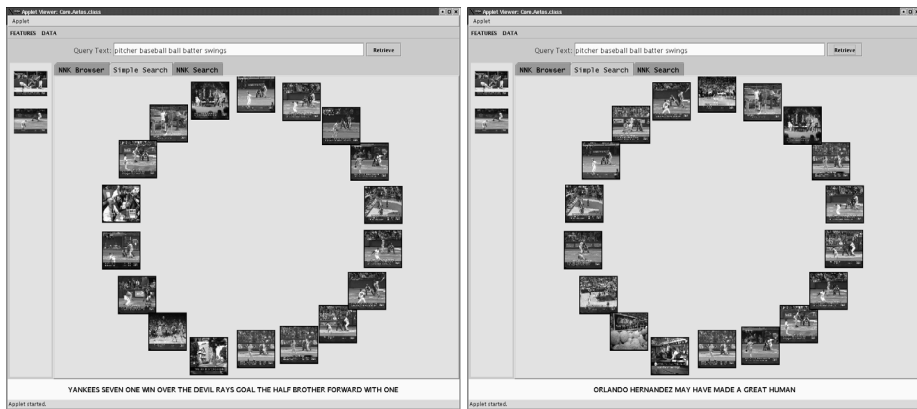 Applet Viewer: Cam.Aetas.class
Applet
FEATURES DATA
Query Text: pitcher baseball ball batter swings Retrieve
NNK Browser Simple Search NNK Search
YANKEES SEVEN ONE WIN OVER THE DEVIL RAYS GOAL THE HALF BROTHER FORWARD WITH ONE
Applet started.
Applet Viewer: Cam.Aetas.class
Applet
FEATURES DATA
Query Text: pitcher baseball ball batter swings Retrieve
NNK Browser Simple Search NNK Search
ORLANDO HERNANDEZ MAY HAVE MADE A GREAT HUMAN
Applet started.